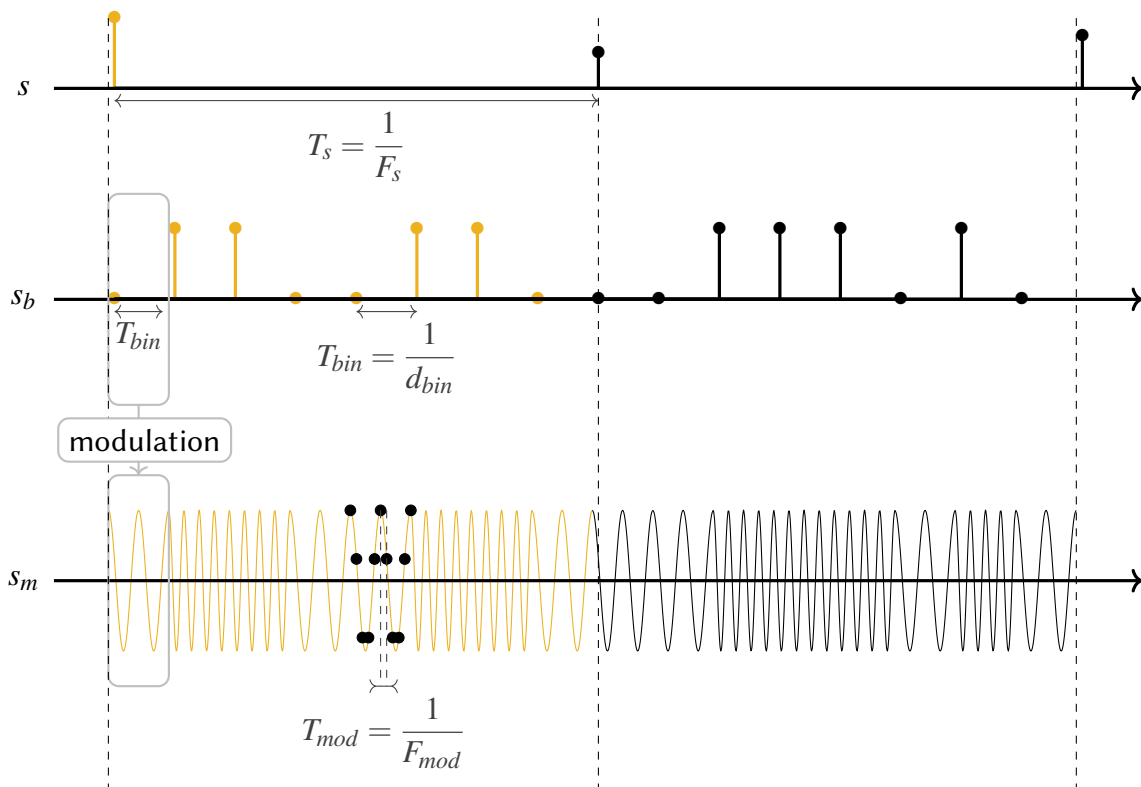 s
T_s = 1/F_s
s_b
T_bin
T_bin = 1/d_bin
modulation
s_m
T_mod = 1/F_mod